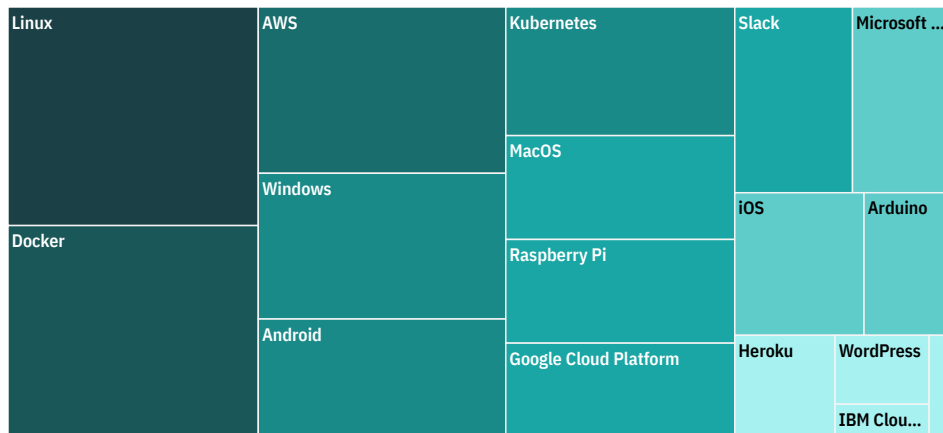 Linux
AWS
Kubernetes
Slack
Microsoft ...
MacOS
Windows
iOS
Arduino
Docker
Raspberry Pi
Android
Heroku
WordPress
Google Cloud Platform
IBM Clou...